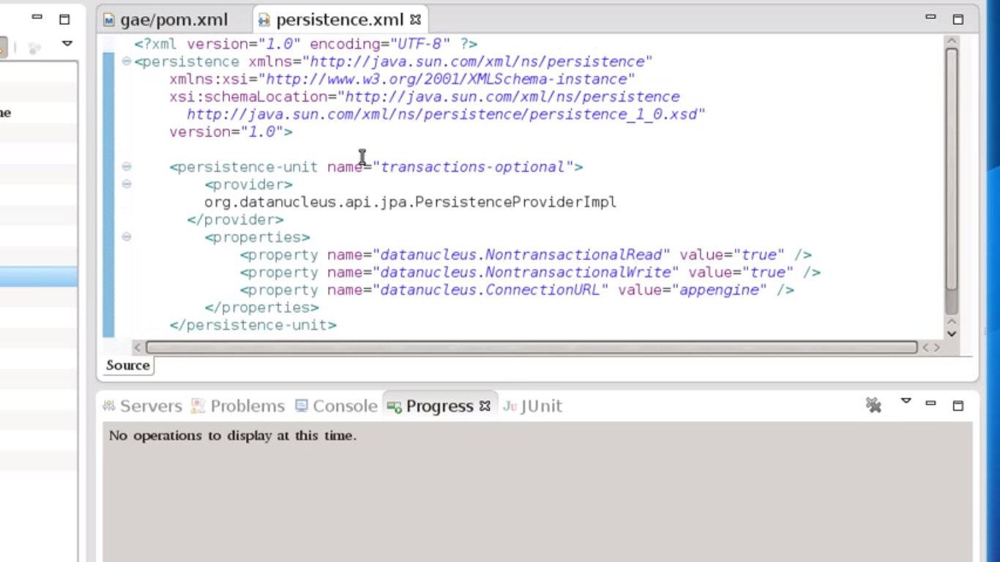 gae/pom.xml persistence.xml
<?xml version="1.0" encoding="UTF-8" ?>
<persistence xmlns="http://java.sun.com/xml/ns/persistence"
xmlns:xsi="http://www.w3.org/2001/XMLSchema-instance"
xsi:schemaLocation="http://java.sun.com/xml/ns/persistence
http://java.sun.com/xml/ns/persistence/persistence_1_0.xsd"
version="1.0">
<persistence-unit name="transactions-optional">
<provider>
org.datanucleus.api.jpa.PersistenceProviderImpl
</provider>
<properties>
<property name="datanucleus.NontransactionalRead" value="true" />
<property name="datanucleus.NontransactionalWrite" value="true" />
<property name="datanucleus.ConnectionURL" value="appengine" />
</properties>
</persistence-unit>
Source
Servers Problems Console Progress JUnit
No operations to display at this time.